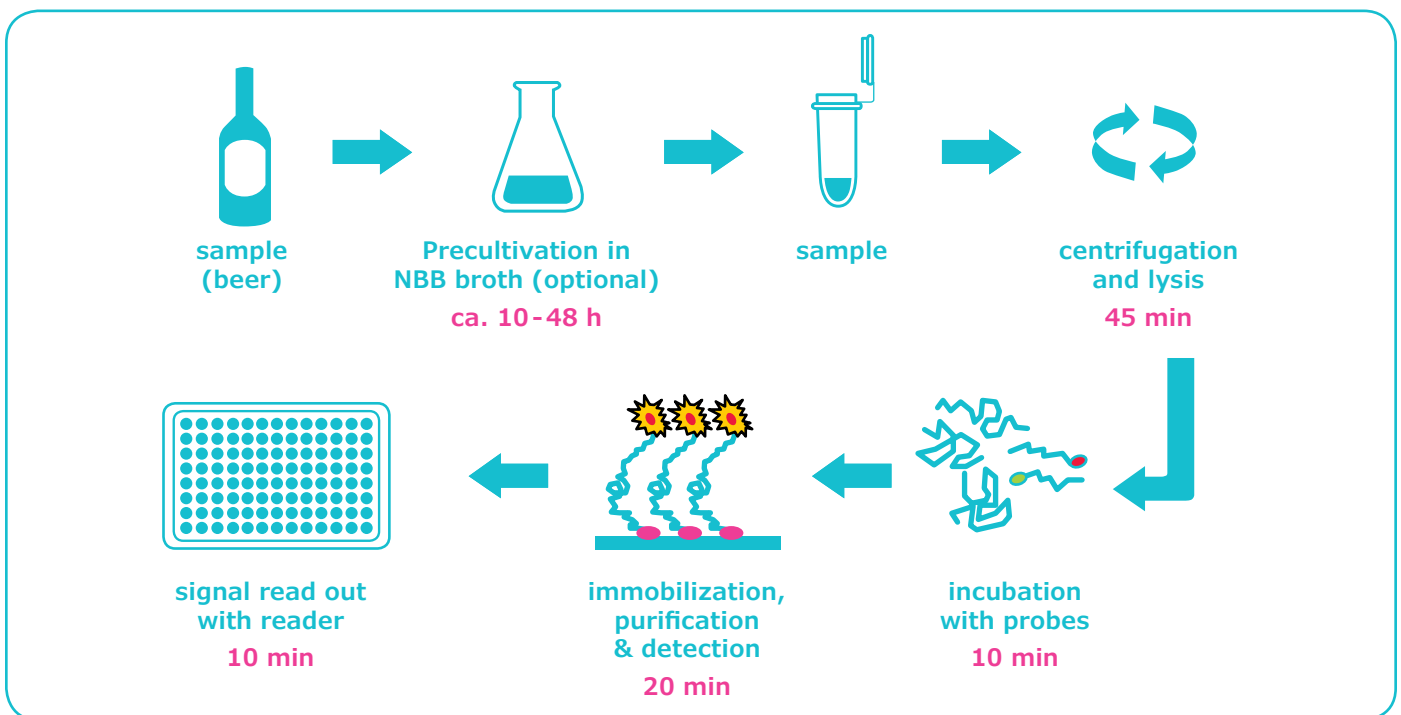 sample
(beer)
Precultivation in
NBB broth (optional)
ca. 10-48 h
sample
centrifugation
and lysis
45 min
signal read out
with reader
10 min
immobilization,
purification
& detection
20 min
incubation
with probes
10 min